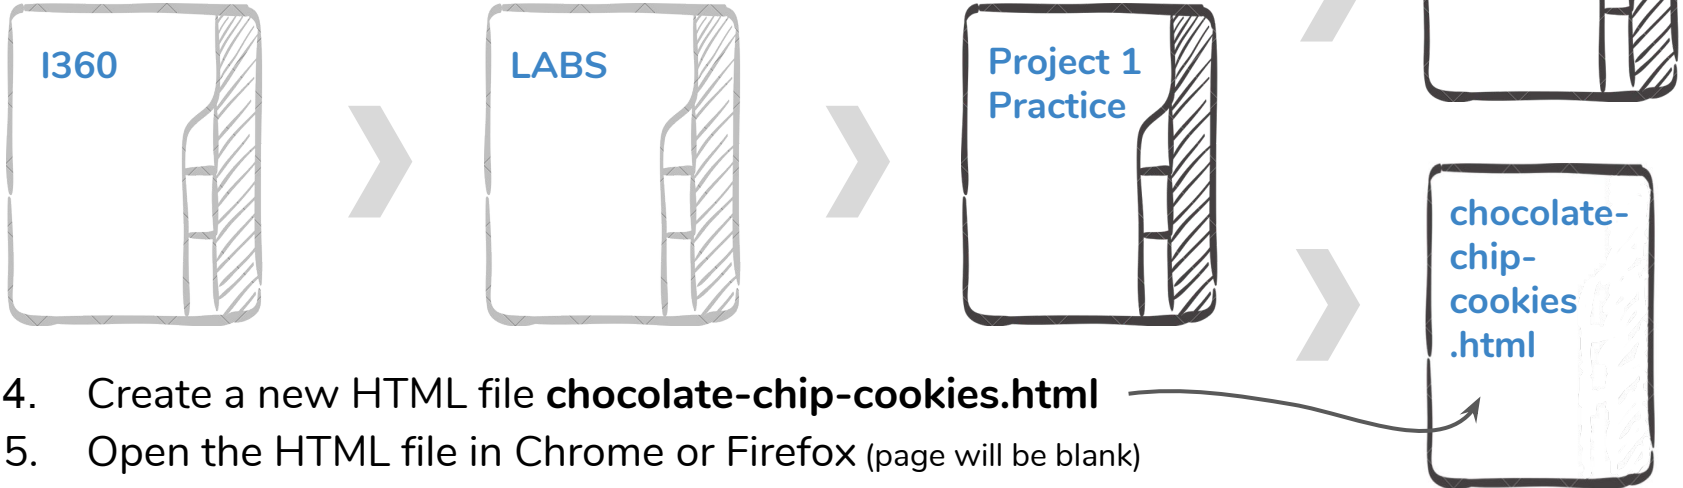 I360
LABS
Project 1
Practice
chocolate-
chip-
cookies
.html
4. Create a new HTML file chocolate-chip-cookies.html
5. Open the HTML file in Chrome or Firefox (page will be blank)